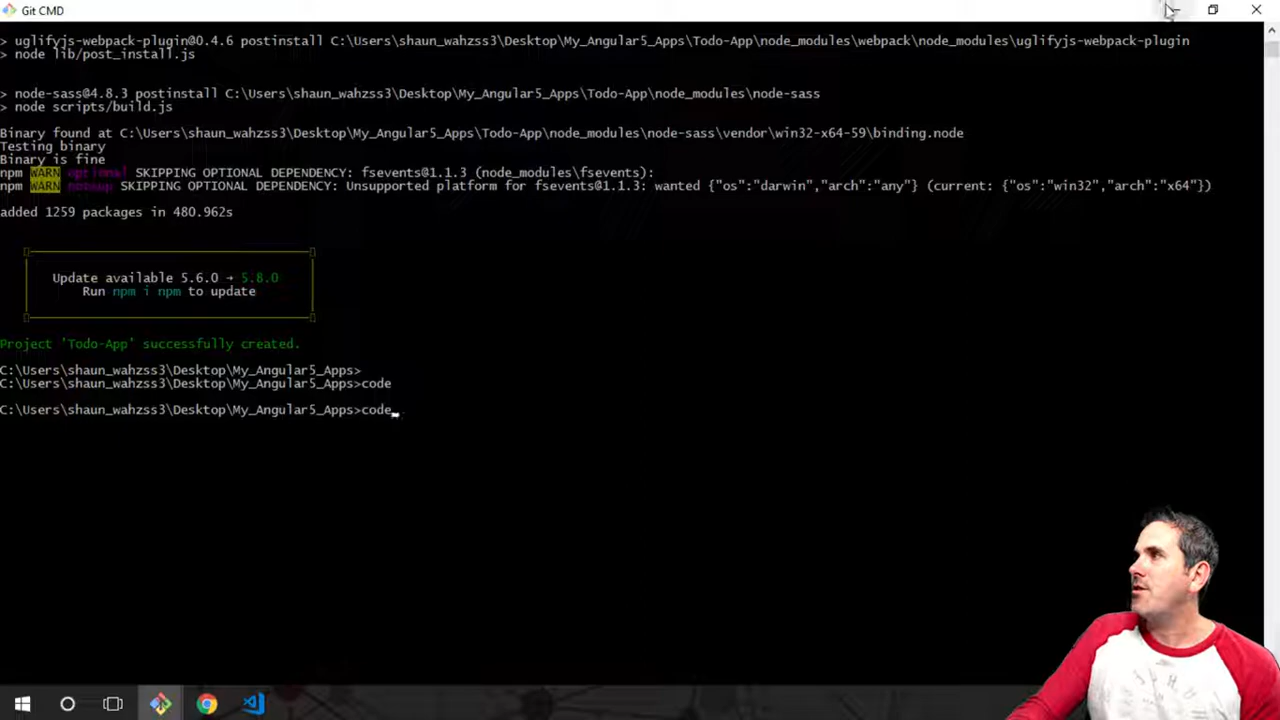 Git CMD
> uglifyjs-webpack-plugin@0.4.6 postinstall C:\Users\shaun_wahzss3\Desktop\My_Angular5_Apps\Todo-App\node_modules\webpack\node_modules\uglifyjs-webpack-plugin
> node lib/post_install.js
> node-sass@4.8.3 postinstall C:\Users\shaun_wahzss3\Desktop\My_Angular5_Apps\Todo-App\node_modules\node-sass
> node scripts/build.js
Binary found at C:\Users\shaun_wahzss3\Desktop\My_Angular5_Apps\Todo-App\node_modules\node-sass\vendor\win32-x64-59\binding.node
Testing binary
Binary is fine
npm WARN optional SKIPPING OPTIONAL DEPENDENCY: fsevents@1.1.3 (node_modules\fsevents):
npm WARN notsup SKIPPING OPTIONAL DEPENDENCY: Unsupported platform for fsevents@1.1.3: wanted {"os":"darwin","arch":"any"} (current: {"os":"win32","arch":"x64"})
added 1259 packages in 480.962s
Update available 5.6.0 → 5.8.0
Run npm i npm to update
Project 'Todo-App' successfully created.
C:\Users\shaun_wahzss3\Desktop\My_Angular5_Apps>
C:\Users\shaun_wahzss3\Desktop\My_Angular5_Apps>code
C:\Users\shaun_wahzss3\Desktop\My_Angular5_Apps>code